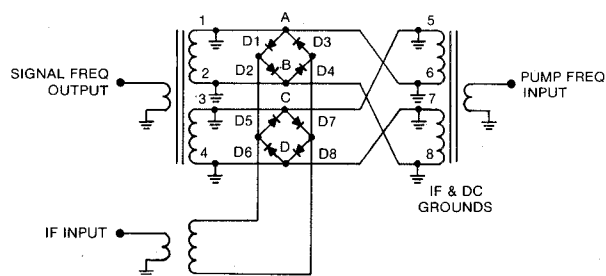 1 A 5
D1 D3
SIGNAL FREQ
OUTPUT
D2 B D4
2 6
PUMP FREQ
INPUT
3 C 7
D5 D7
4 D6 D D8 8
IF & DC
GROUNDS
IF INPUT